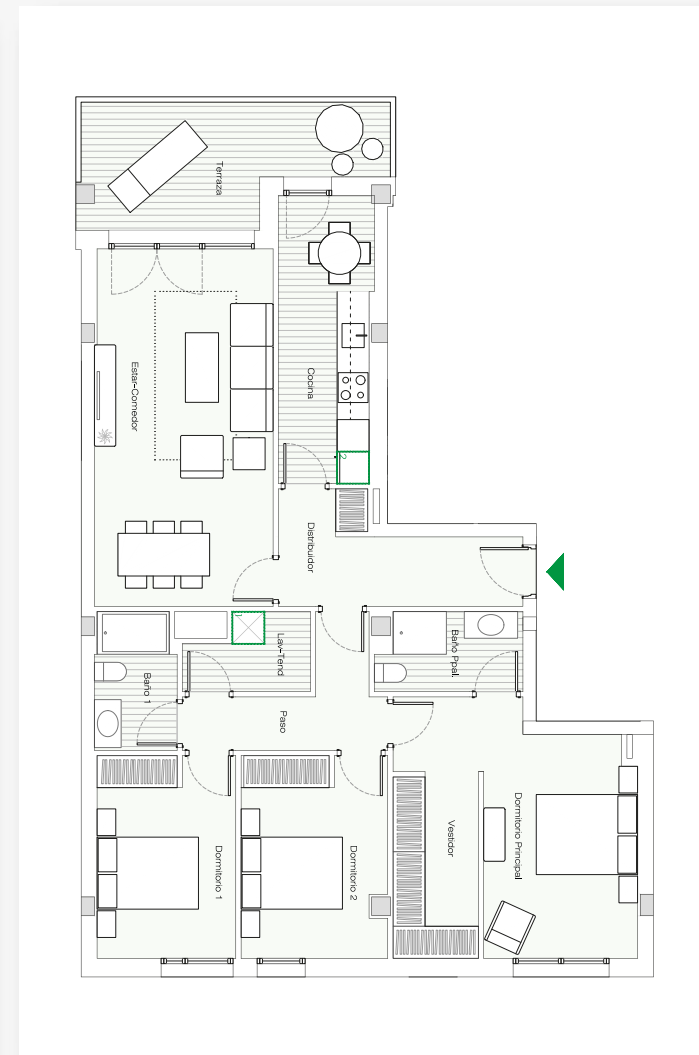 Terraza
Cocina
Estar-Comedor
Distribuidor
Lav-Tend
Baño Ppal.
Baño 1
Paso
Dormitorio 1
Dormitorio 2
Vestidor
Dormitorio Principal